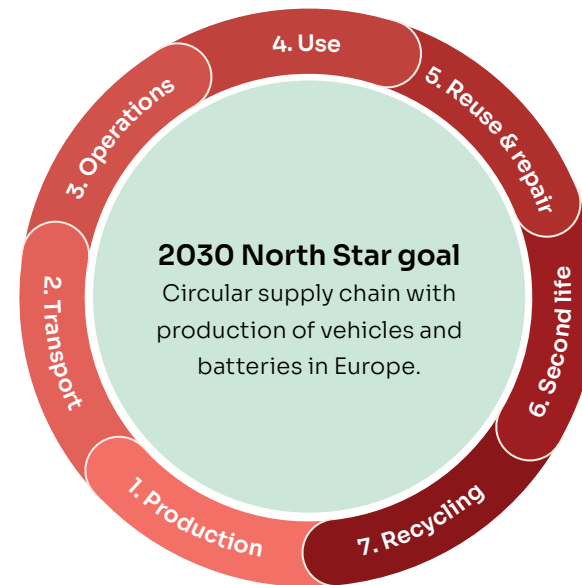 4. Use
5. Reuse & repair
3. Operations
2030 North Star goal
Circular supply chain with
production of vehicles and
batteries in Europe.
2. Transport
6. Second life
1. Production
7. Recycling